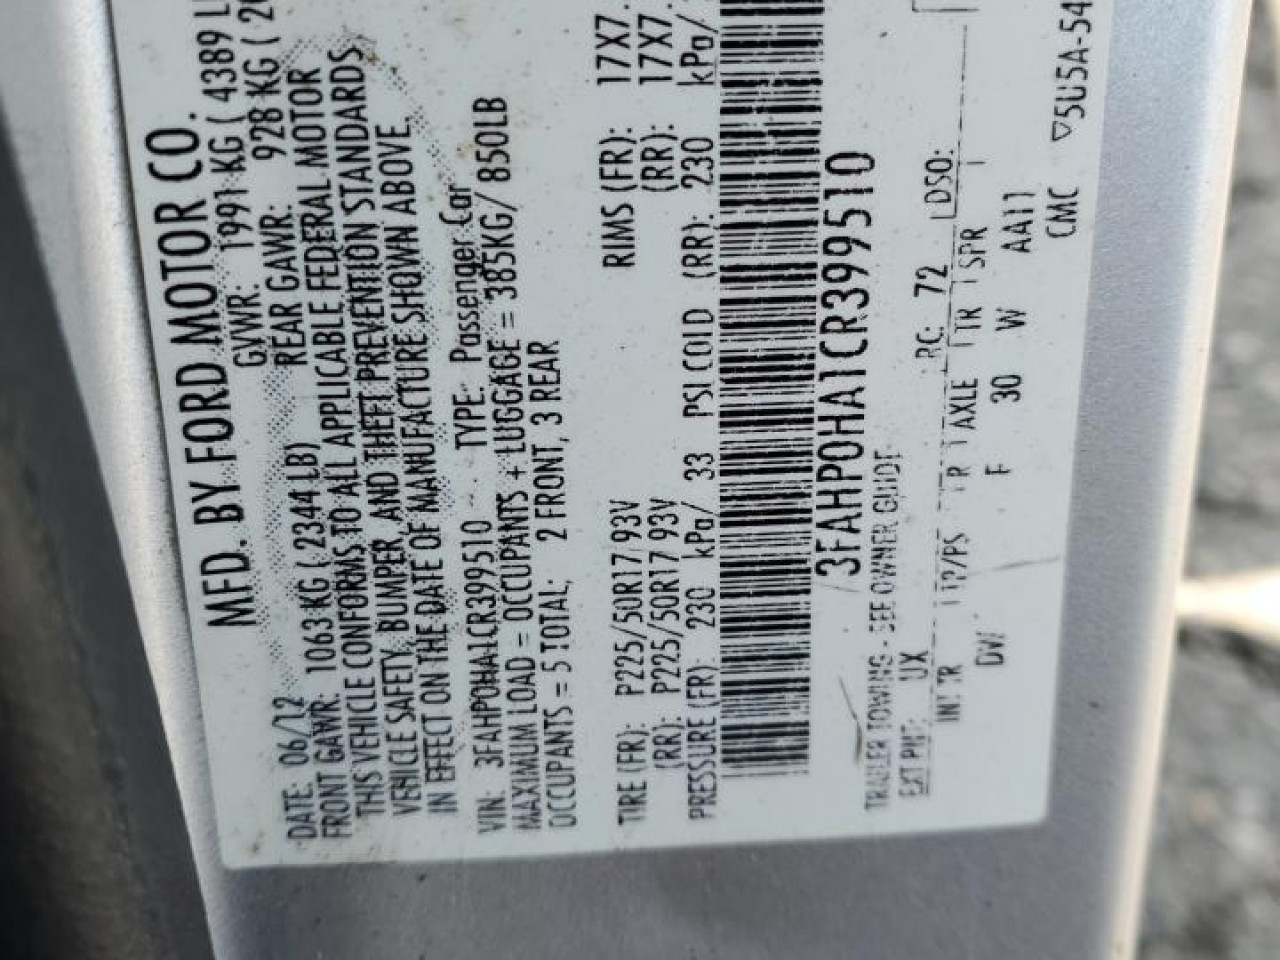 MFD. BY FORD MOTOR CO.
DATE: 06/12 GVWR: 1991 KG ( 4389 L
FRONT GAWR: 1063 KG ( 2344 LB) REAR GAWR: 928 KG ( 20
THIS VEHICLE CONFORMS TO ALL APPLICABLE FEDERAL MOTOR
VEHICLE SAFETY, BUMPER, AND THEFT PREVENTION STANDARDS
IN EFFECT ON THE DATE OF MANUFACTURE SHOWN ABOVE.
VIN: 3FAHP0HA1CR399510 TYPE: Passenger Car
MAXIMUM LOAD = OCCUPANTS + LUGGAGE = 385KG/ 850LB
OCCUPANTS = 5 TOTAL; 2 FRONT, 3 REAR
TIRE (FR): P225/50R17 93V RIMS (FR): 17X7.
(RR): P225/50R17 93V (RR): 17X7.
PRESSURE (FR): 230 kPa/ 33 PSI COLD (RR): 230 kPa/
3FAHP0HA1CR399510
TRAILER TOWING - SEE OWNER GUIDE
EXT PNT: UX RC: 72 DSO:
INT TR TP/PS R AXLE TR SPR
DW F 30 W AA11
CMC ▽5U5A-54